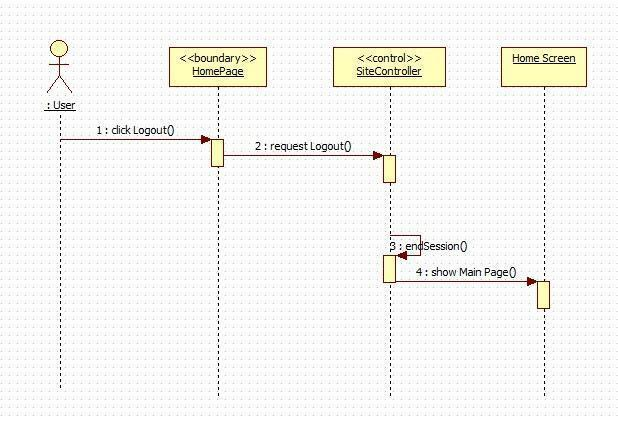 <<boundary>>
HomePage
<<control>>
SiteController
Home Screen
: User
1 : click Logout()
2 : request Logout()
3 : endSession()
4 : show Main Page()